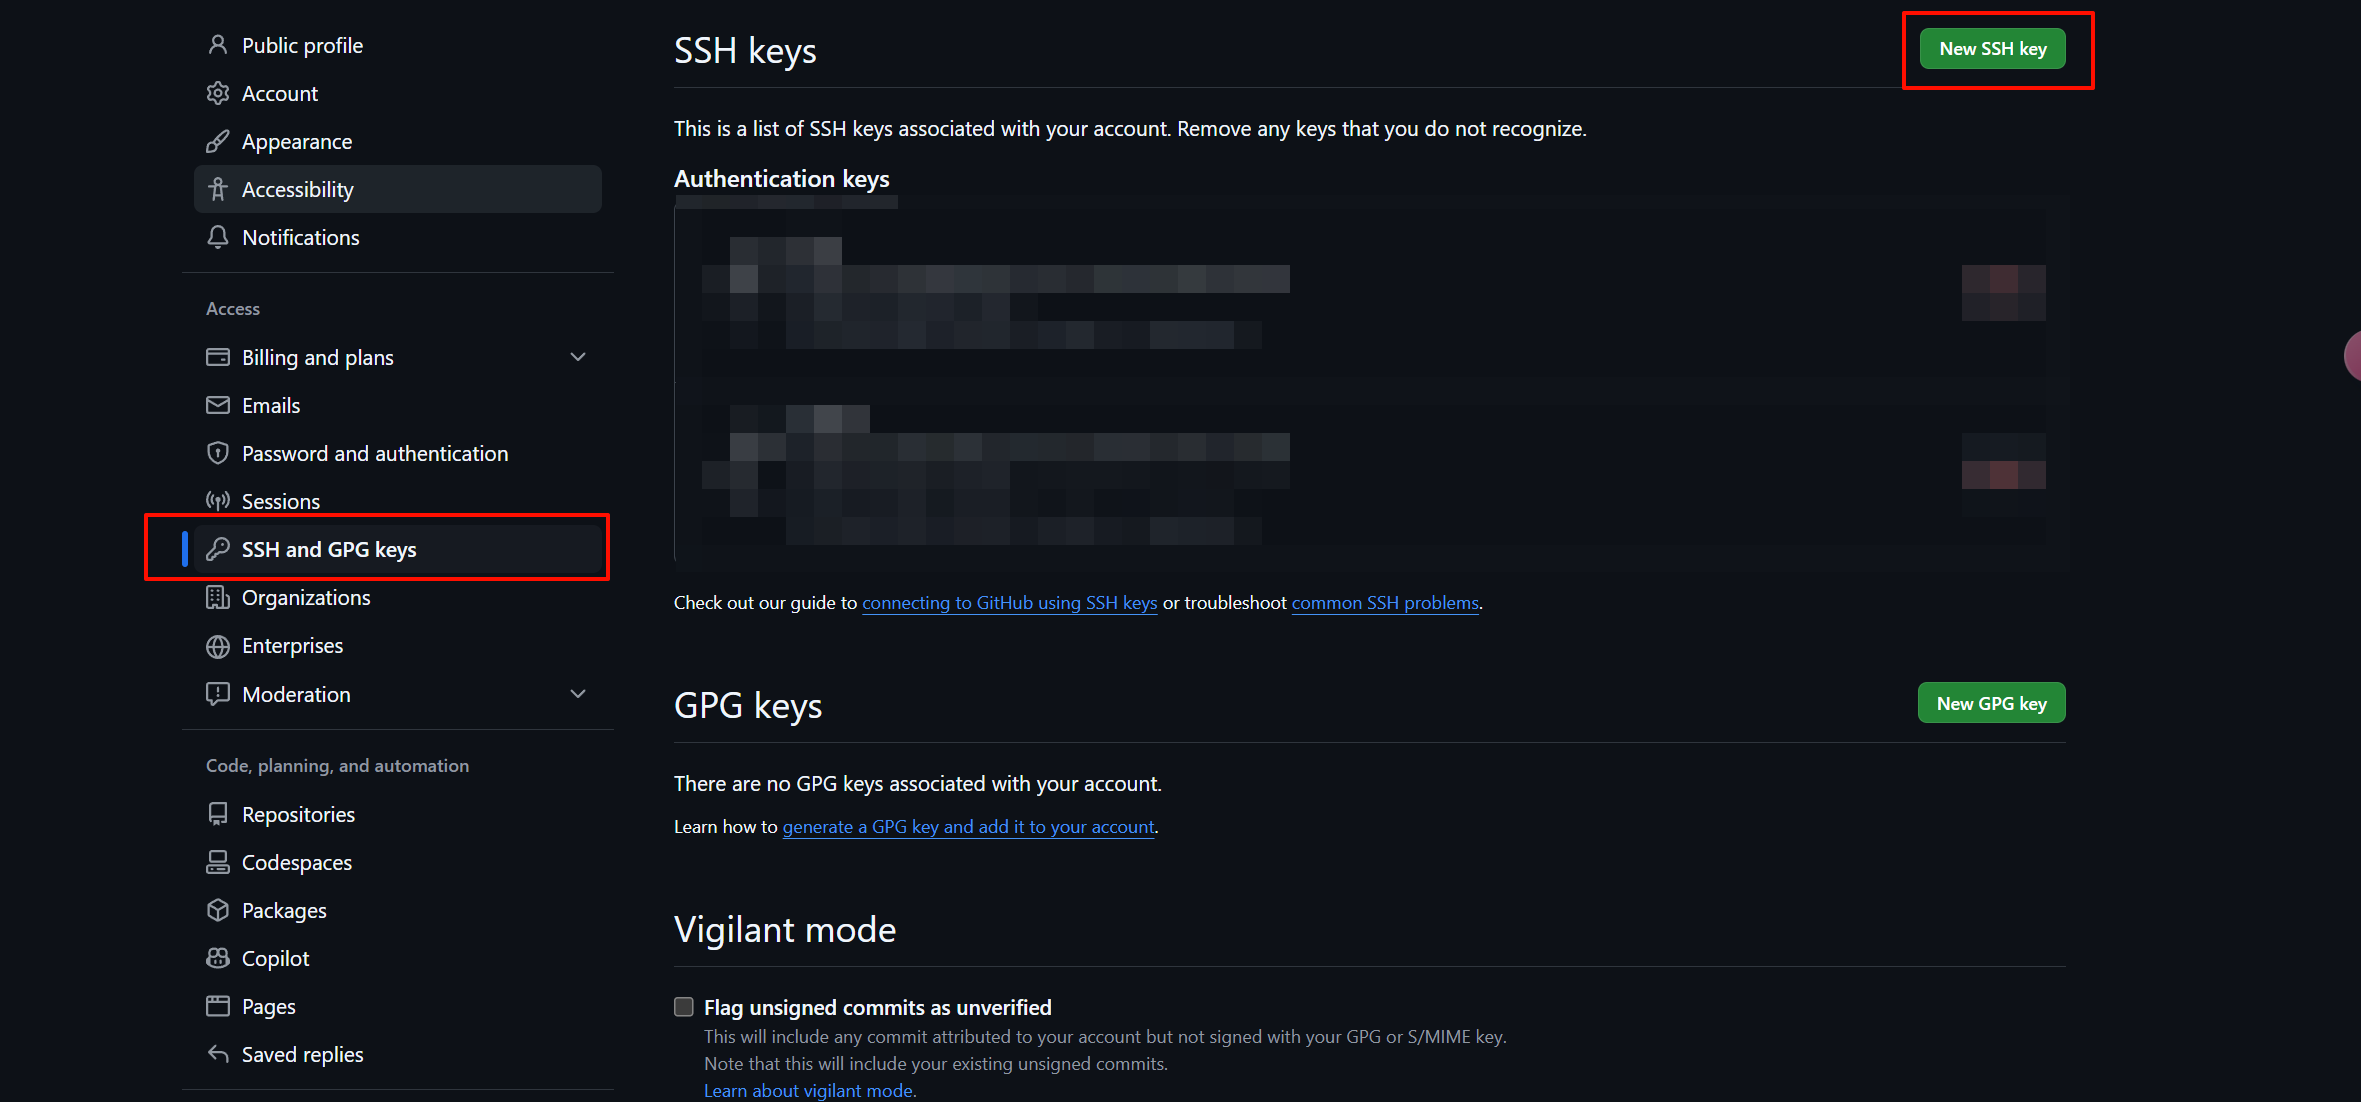 Public profile
Account
Appearance
Accessibility
Notifications
Access
Billing and plans
Emails
Password and authentication
Sessions
SSH and GPG keys
Organizations
Enterprises
Moderation
Code, planning, and automation
Repositories
Codespaces
Packages
Copilot
Pages
Saved replies
SSH keys
New SSH key
This is a list of SSH keys associated with your account. Remove any keys that you do not recognize.
Authentication keys
Check out our guide to connecting to GitHub using SSH keys or troubleshoot common SSH problems.
GPG keys
New GPG key
There are no GPG keys associated with your account.
Learn how to generate a GPG key and add it to your account.
Vigilant mode
Flag unsigned commits as unverified
This will include any commit attributed to your account but not signed with your GPG or S/MIME key.
Note that this will include your existing unsigned commits.
Learn about vigilant mode.